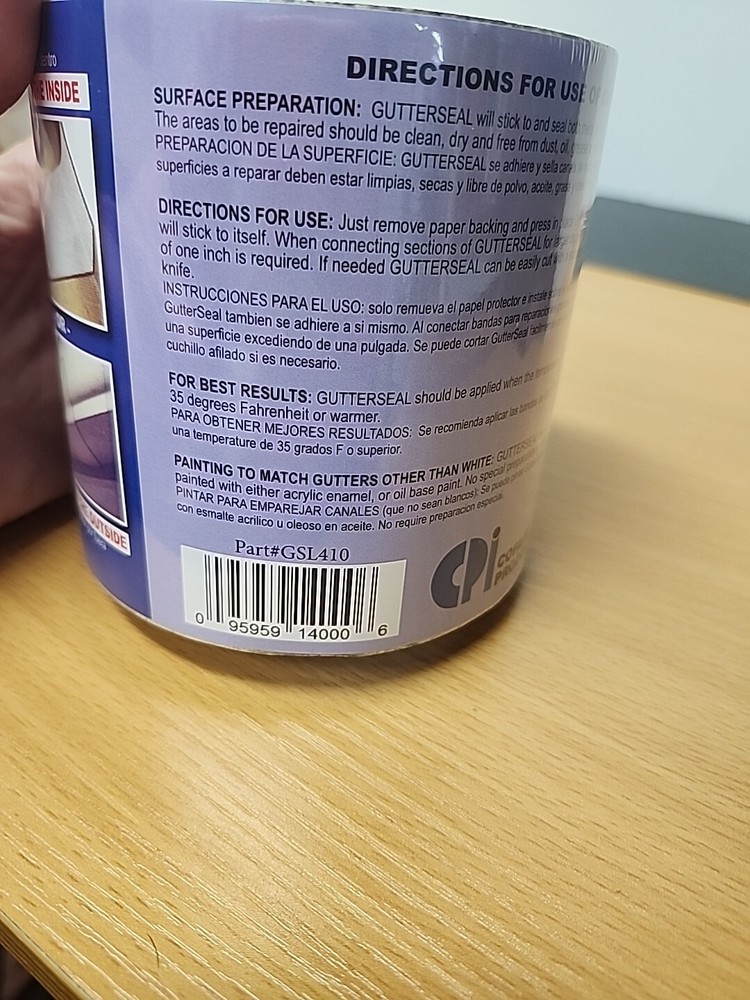 INSIDE
DIRECTIONS FOR USE OF
SURFACE PREPARATION: GUTTERSEAL will stick to and seal both
The areas to be repaired should be clean, dry and free from dust, oil,
PREPARACION DE LA SUPERFICIE: GUTTERSEAL se adhiere y sella
superficies a reparar deben estar limpias, secas y libre de polvo, aceite,
DIRECTIONS FOR USE: Just remove paper backing and press in
will stick to itself. When connecting sections of GUTTERSEAL for
of one inch is required. If needed GUTTERSEAL can be easily cut
knife.
INSTRUCCIONES PARA EL USO: solo remueva el papel protector e instale
GutterSeal tambien se adhiere a si mismo. Al conectar bandas para
una superficie excediendo de una pulgada. Se puede cortar GutterSeal
cuchillo afilado si es necesario.
FOR BEST RESULTS: GUTTERSEAL should be applied when the
35 degrees Fahrenheit or warmer.
PARA OBTENER MEJORES RESULTADOS: Se recomienda aplicar las
una temperature de 35 grados F o superior.
PAINTING TO MATCH GUTTERS OTHER THAN WHITE:
painted with either acrylic enamel, or oil base paint. No special
PINTAR PARA EMPAREJAR CANALES (que no sean blancos): Se puede
con esmalte acrilico u oleoso en aceite. No require preparacion especial.
OUTSIDE
Part#GSL410
CPi
0 95959 14000 6